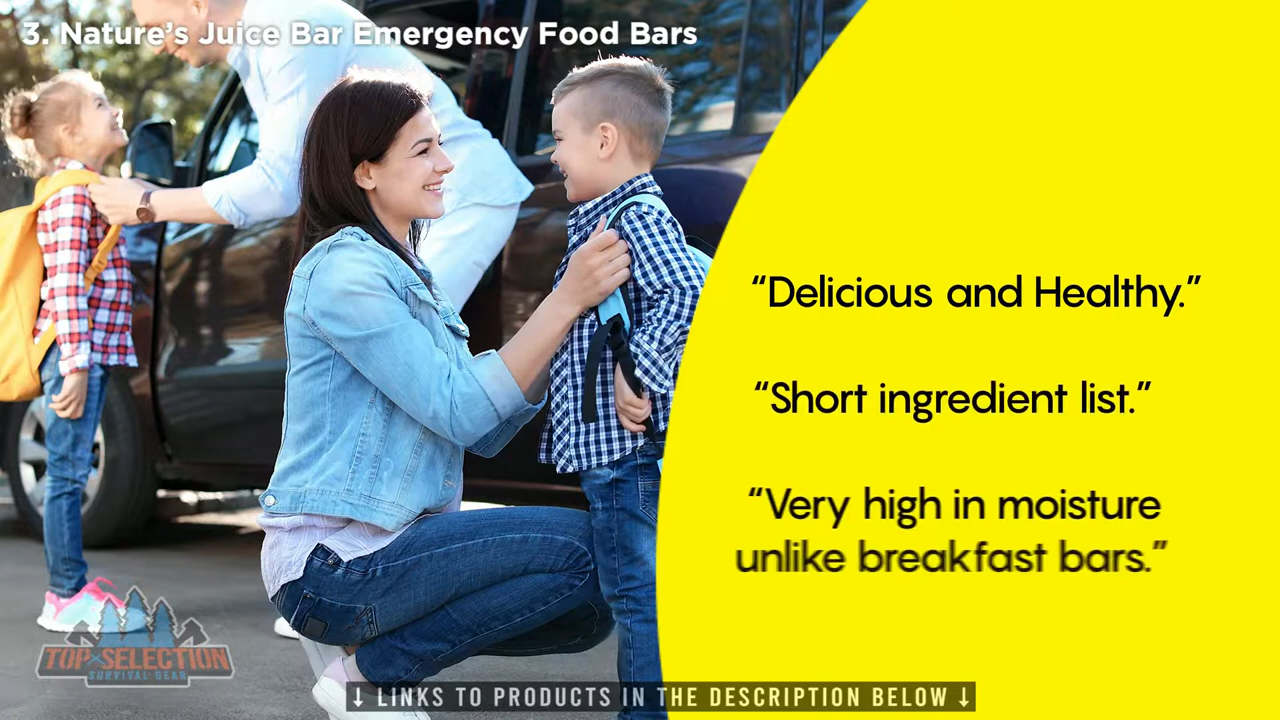 3. Nature's Juice Bar Emergency Food Bars
“Delicious and Healthy.”
“Short ingredient list.”
“Very high in moisture
unlike breakfast bars.”
TOP SELECTION
SURVIVAL GEAR
↓ LINKS TO PRODUCTS IN THE DESCRIPTION BELOW ↓